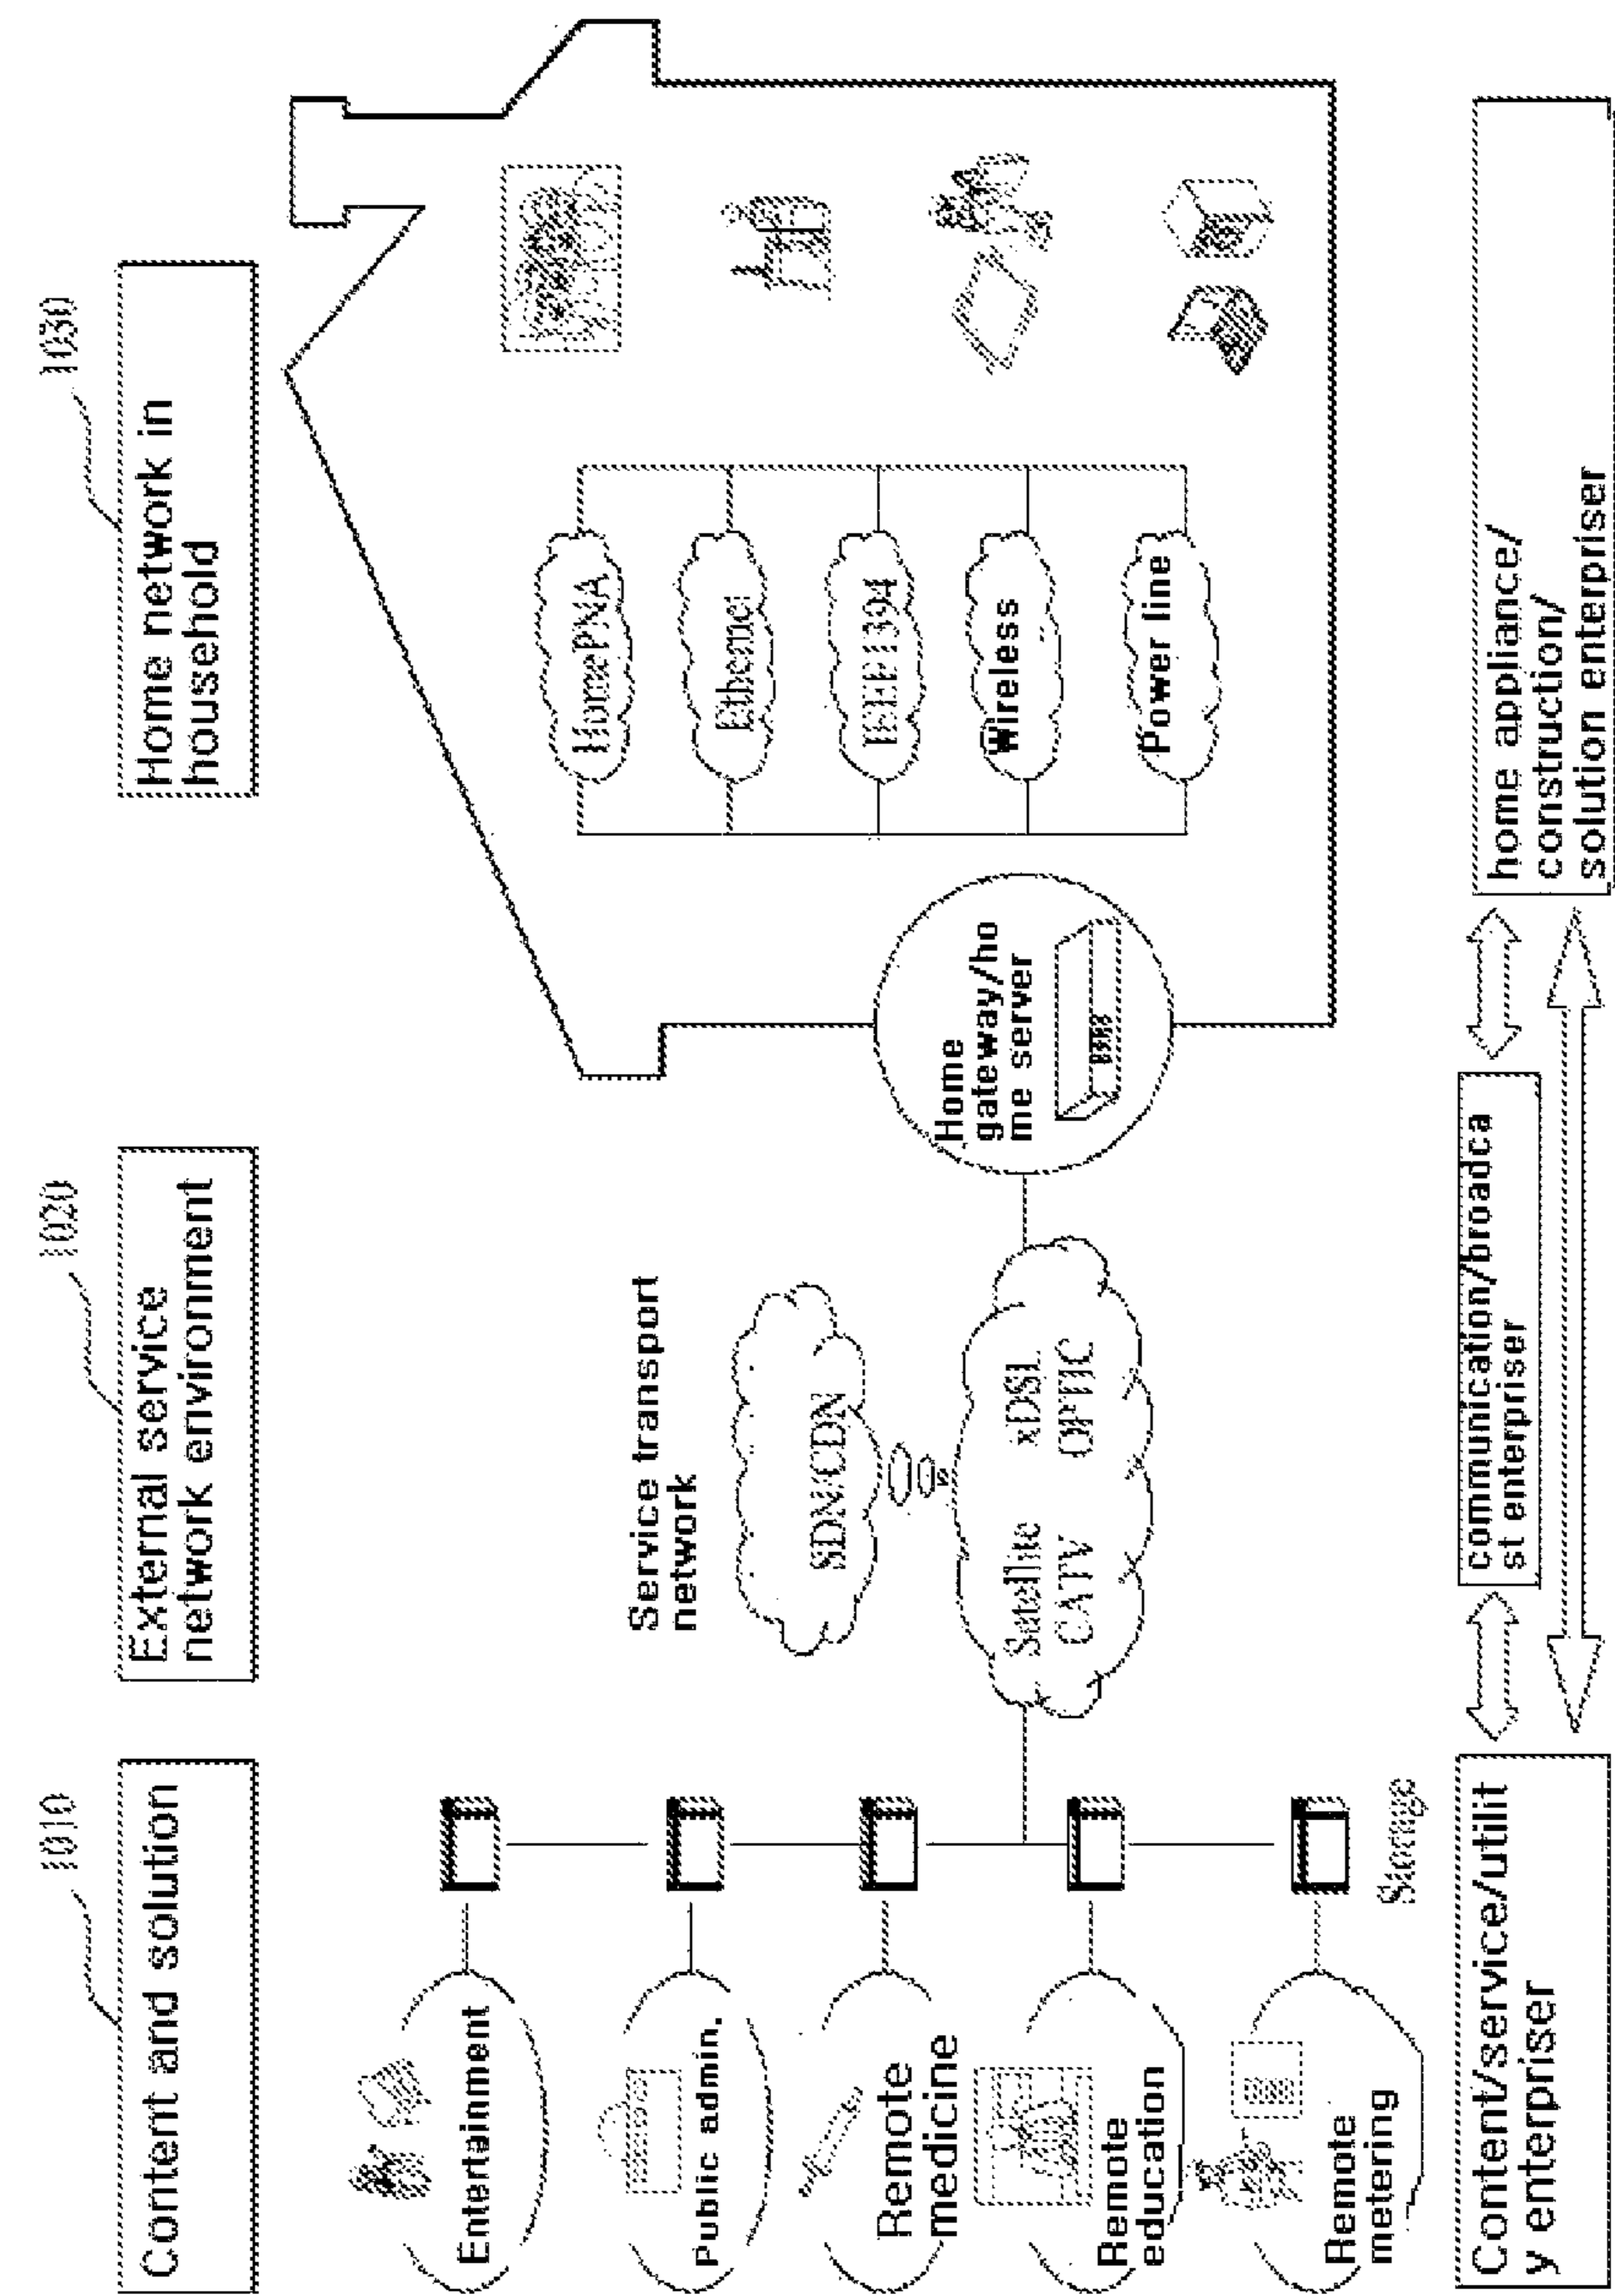 1010
Content and solution
1020
External service
network environment
1030
Home network in
household
Entertainment
Public admin.
Remote
medicine
Remote
education
Remote
metering
Storage
Service transport
network
SDN/CDN
Satellite xDSL
CATV OPTIC
Home
gateway/ho
me server
HomePNA
Ethernet
IEEE1394
Wireless
Power line
Content/service/utilit
y enterpriser
communication/broadca
st enterpriser
home appliance/
construction/
solution enterpriser